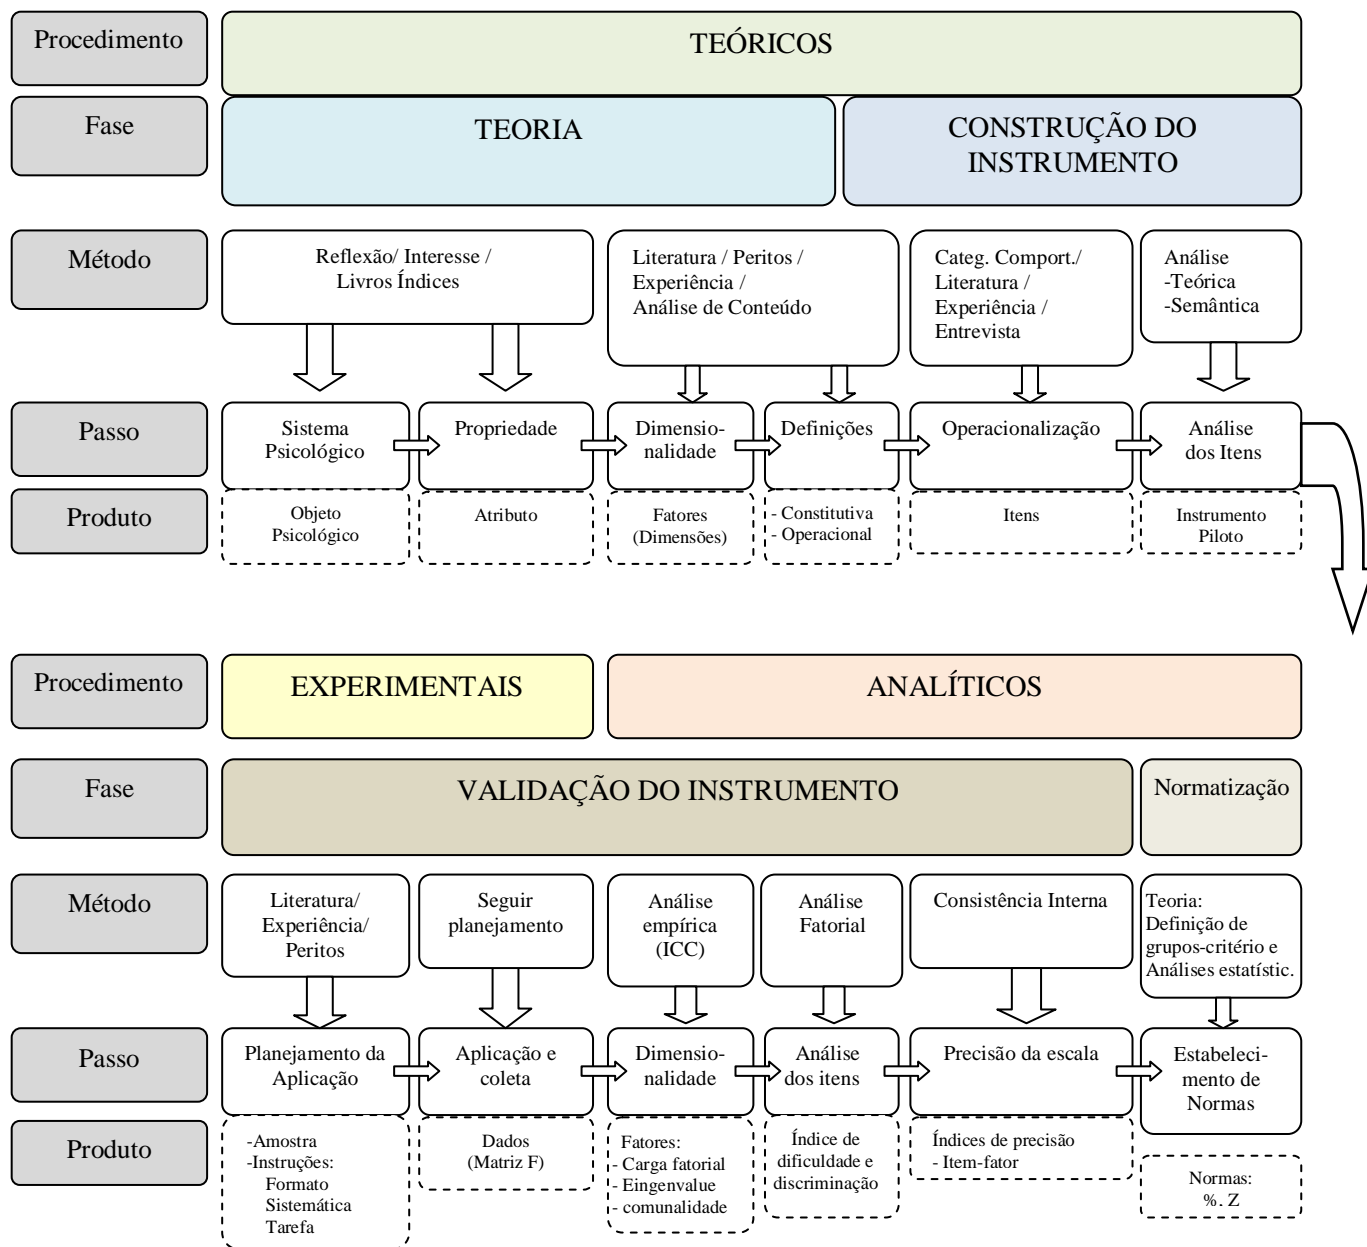 Procedimento
TEÓRICOS
Fase
TEORIA
CONSTRUÇÃO DO
INSTRUMENTO
Método
Reflexão/ Interesse /
Livros Índices
Literatura / Peritos /
Experiência /
Análise de Conteúdo
Categ. Comport./
Literatura /
Experiência /
Entrevista
Análise
-Teórica
-Semântica
Passo
Sistema
Psicológico
Propriedade
Dimensio-
nalidade
Definições
Operacionalização
Análise
dos Itens
Produto
Objeto
Psicológico
Atributo
Fatores
(Dimensões)
- Constitutiva
- Operacional
Itens
Instrumento
Piloto
Procedimento
EXPERIMENTAIS
ANALÍTICOS
Fase
VALIDAÇÃO DO INSTRUMENTO
Normatização
Método
Literatura/
Experiência/
Peritos
Seguir
planejamento
Análise
empírica
(ICC)
Análise
Fatorial
Consistência Interna
Teoria:
Definição de
grupos-critério e
Análises estatístic.
Passo
Planejamento da
Aplicação
Aplicação e
coleta
Dimensio-
nalidade
Análise
dos itens
Precisão da escala
Estabeleci-
mento de
Normas
Produto
-Amostra
-Instruções:
Formato
Sistemática
Tarefa
Dados
(Matriz F)
Fatores:
- Carga fatorial
- Eingenvalue
- comunalidade
Índice de
dificuldade e
discriminação
Índices de precisão
- Item-fator
Normas:
%. Z